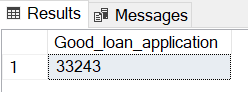 Results Messages
Good_loan_application
1 33243